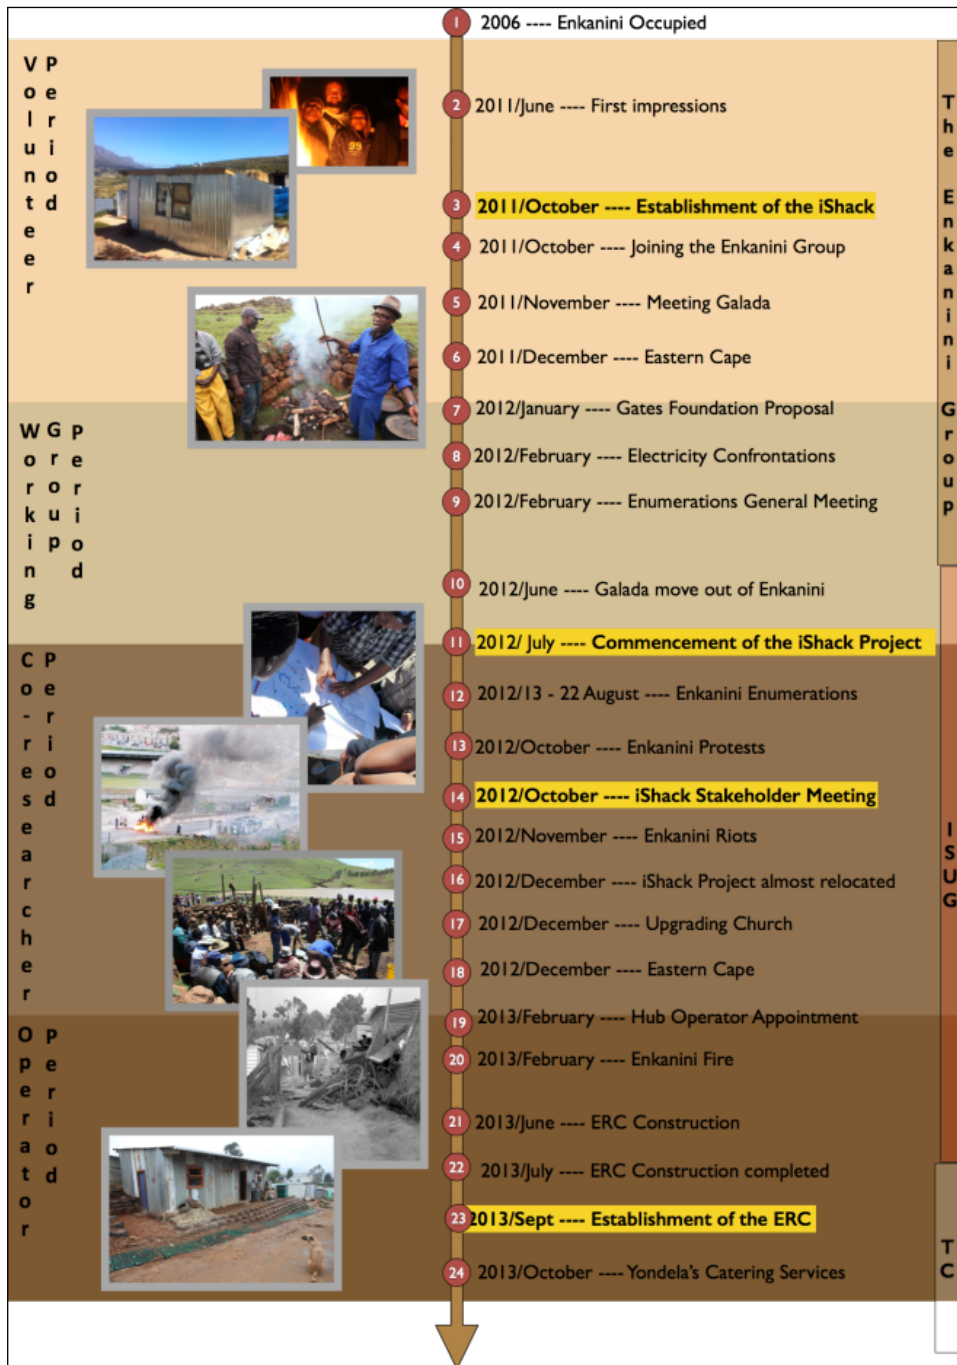 1 2006 ---- Enkanini Occupied
Volunteer Period
The Enkanini Group
2 2011/June ---- First impressions
3 2011/October ---- Establishment of the iShack
4 2011/October ---- Joining the Enkanini Group
5 2011/November ---- Meeting Galada
6 2011/December ---- Eastern Cape
7 2012/January ---- Gates Foundation Proposal
Working Group Period
8 2012/February ---- Electricity Confrontations
9 2012/February ---- Enumerations General Meeting
10 2012/June ---- Galada move out of Enkanini
11 2012/ July ---- Commencement of the iShack Project
Co-researcher Period
12 2012/13 - 22 August ---- Enkanini Enumerations
13 2012/October ---- Enkanini Protests
14 2012/October ---- iShack Stakeholder Meeting
15 2012/November ---- Enkanini Riots
ISUG
16 2012/December ---- iShack Project almost relocated
17 2012/December ---- Upgrading Church
18 2012/December ---- Eastern Cape
19 2013/February ---- Hub Operator Appointment
Operator Period
20 2013/February ---- Enkanini Fire
21 2013/June ---- ERC Construction
22 2013/July ---- ERC Construction completed
23 2013/Sept ---- Establishment of the ERC
TC
24 2013/October ---- Yondela's Catering Services